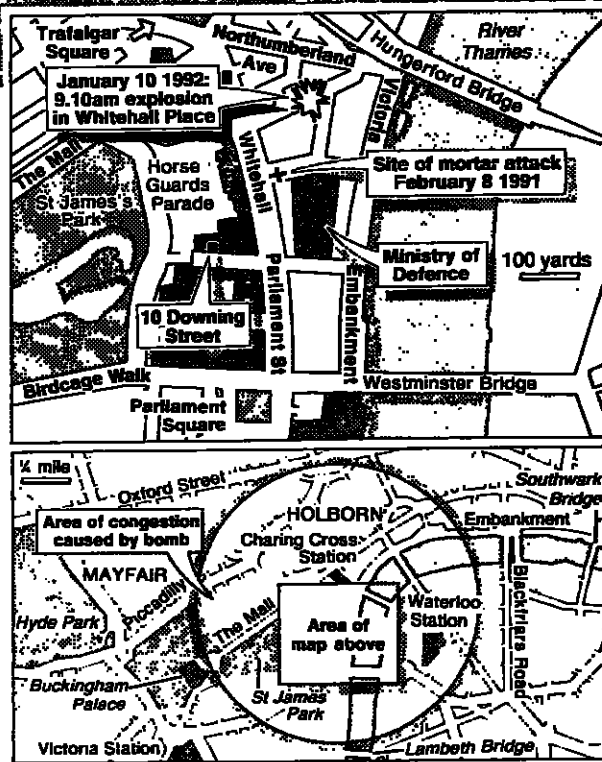 Trafalgar
Square
Northumberland
Ave
Hungerford Bridge
River
Thames
January 10 1992:
9.10am explosion
in Whitehall Place
Victoria
The Mall
Horse
Guards
Parade
Whitehall
Site of mortar attack
February 8 1991
St James's
Park
Ministry of
Defence
100 yards
10 Downing
Street
Parliament St
Embankment
Birdcage Walk
Westminster Bridge
Parliament
Square
¼ mile
Oxford Street
Southwark
Bridge
Area of congestion
caused by bomb
HOLBORN
Embankment
Charing Cross
Station
MAYFAIR
Piccadilly
Hyde Park
The Mall
Area of
map above
Waterloo
Station
Blackfriars Road
Buckingham
Palace
St James
Park
Victoria Station
Lambeth Bridge